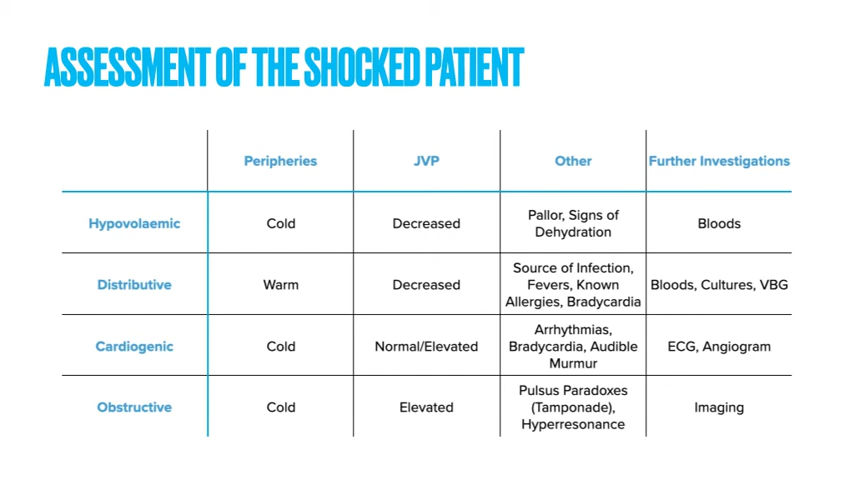 ASSESSMENT OF THE SHOCKED PATIENT
Peripheries JVP Other Further Investigations
Hypovolaemic Cold Decreased Pallor, Signs of
Dehydration Bloods
Distributive Warm Decreased Source of Infection,
Fevers, Known
Allergies, Bradycardia Bloods, Cultures, VBG
Cardiogenic Cold Normal/Elevated Arrhythmias,
Bradycardia, Audible
Murmur ECG, Angiogram
Obstructive Cold Elevated Pulsus Paradoxes
(Tamponade),
Hyperresonance Imaging